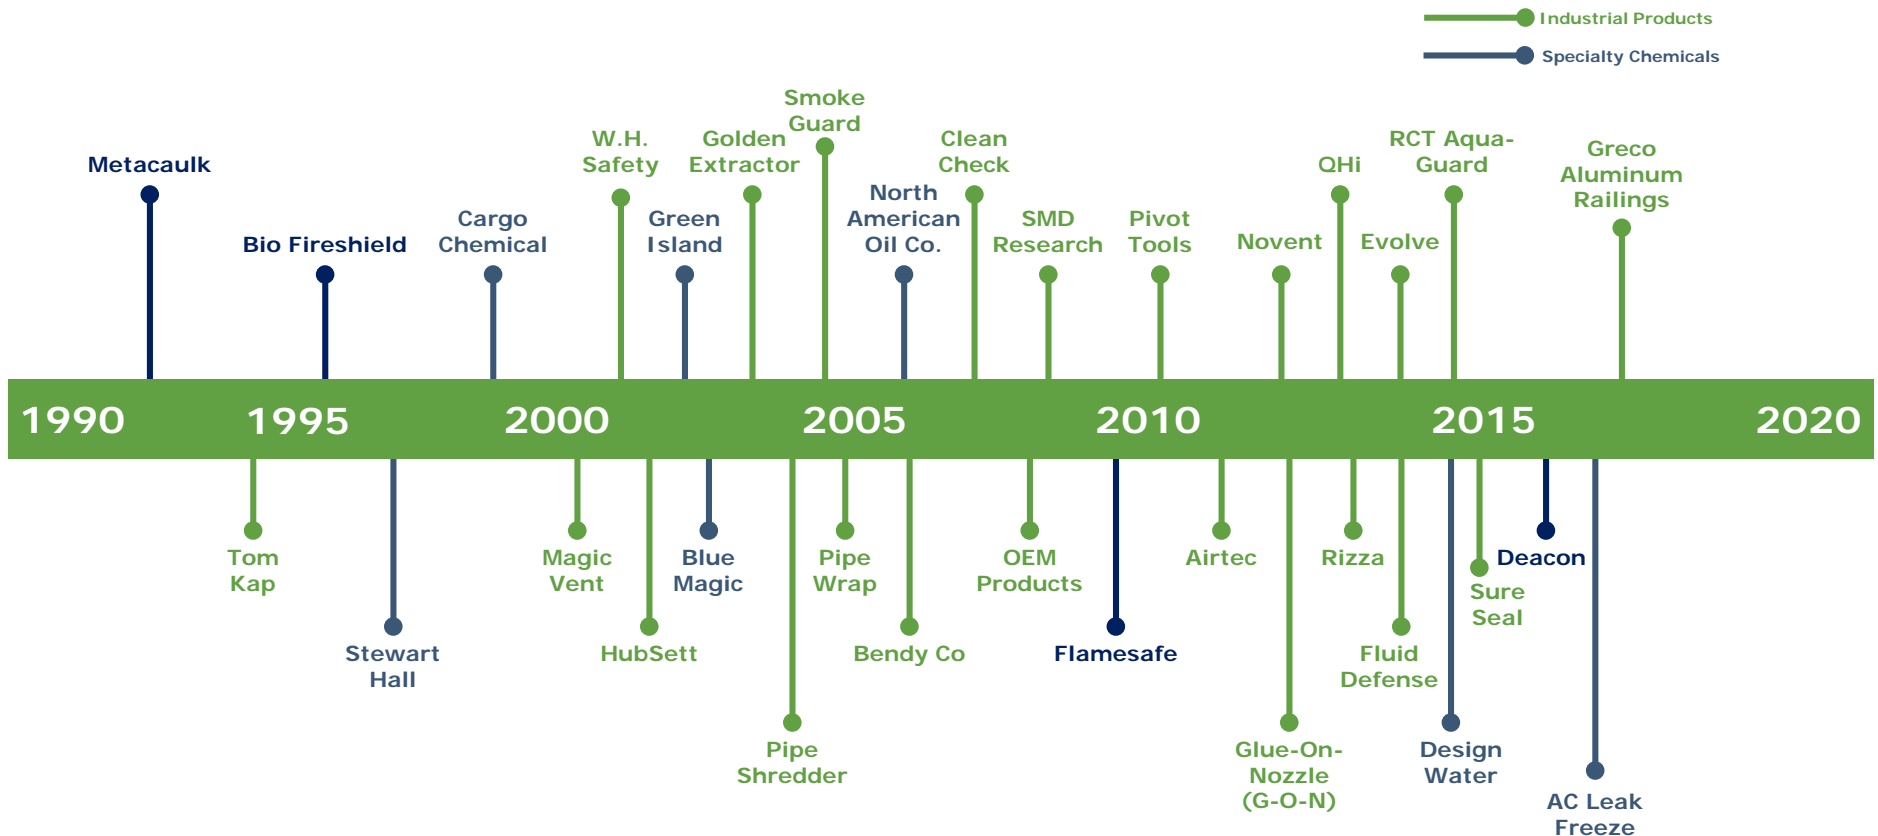 Industrial Products
Specialty Chemicals
Smoke
Guard
W.H.
Safety
Golden
Extractor
Clean
Check
RCT Aqua-
Guard
Greco
Aluminum
Railings
Metacaulk
QHi
North
American
Oil Co.
Cargo
Chemical
Green
Island
SMD
Research
Pivot
Tools
Bio Fireshield
Novent
Evolve
1990
1995
2000
2005
2010
2015
2020
Tom
Kap
Magic
Vent
Blue
Magic
Pipe
Wrap
OEM
Products
Airtec
Rizza
Deacon
Sure
Seal
Stewart
Hall
HubSett
Bendy Co
Flamesafe
Fluid
Defense
Pipe
Shredder
Glue-On-
Nozzle
(G-O-N)
Design
Water
AC Leak
Freeze